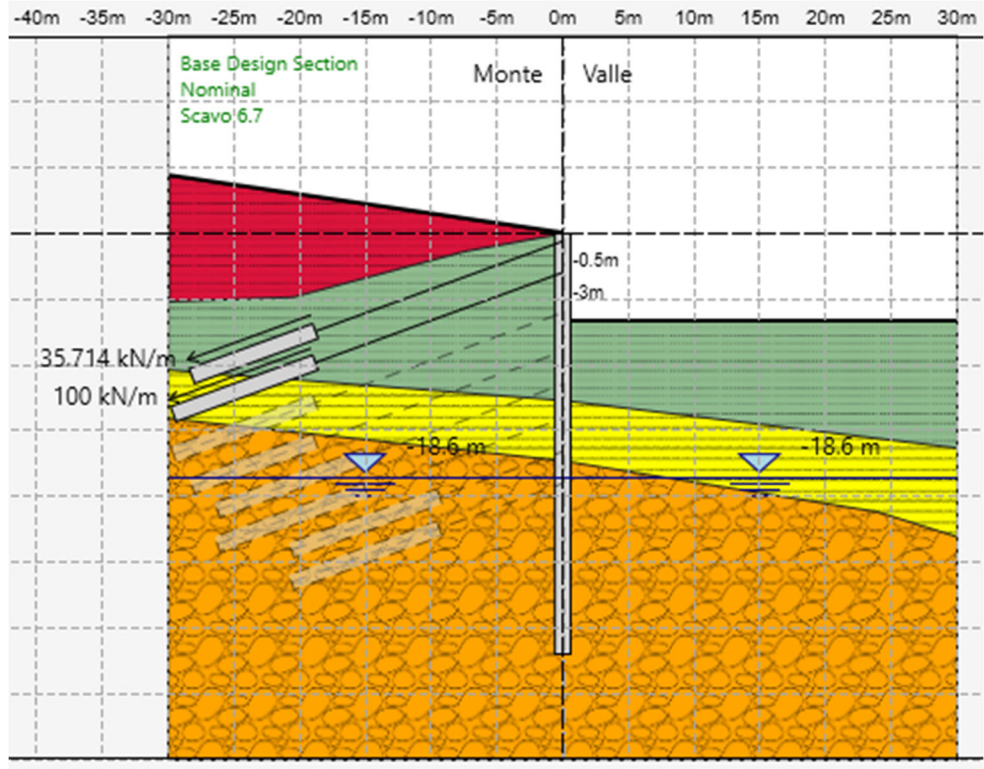 -40m -35m -30m -25m -20m -15m -10m -5m 0m 5m 10m 15m 20m 25m 30m
Base Design Section
Nominal
Scavo 6.7
Monte Valle
-0.5m
-3m
35.714 kN/m
100 kN/m
-18.6 m -18.6 m